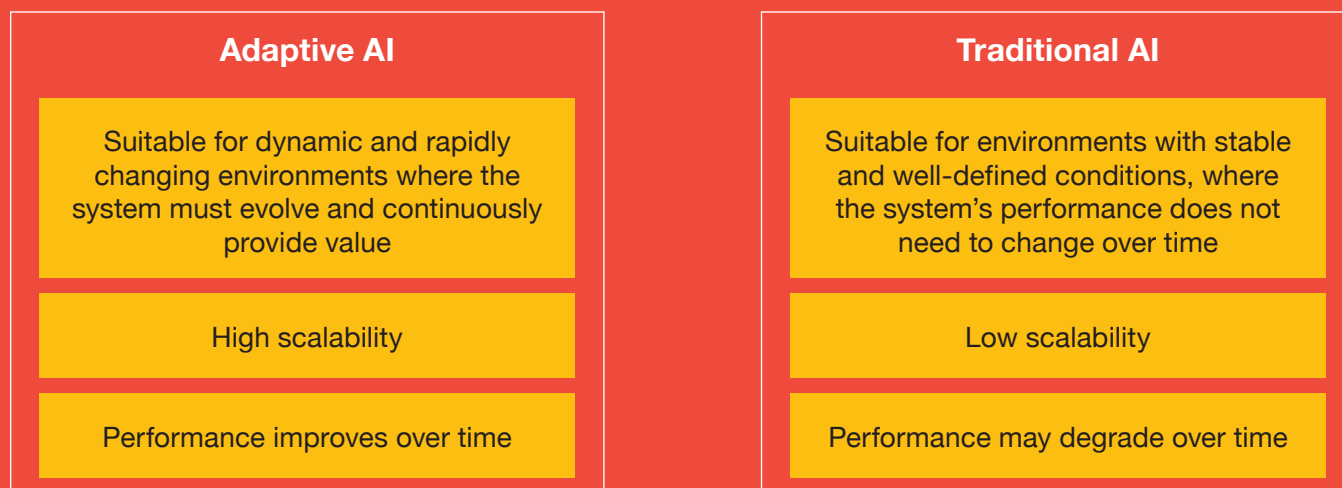 Adaptive AI
Suitable for dynamic and rapidly
changing environments where the
system must evolve and continuously
provide value
High scalability
Performance improves over time
Traditional AI
Suitable for environments with stable
and well-defined conditions, where
the system’s performance does not
need to change over time
Low scalability
Performance may degrade over time